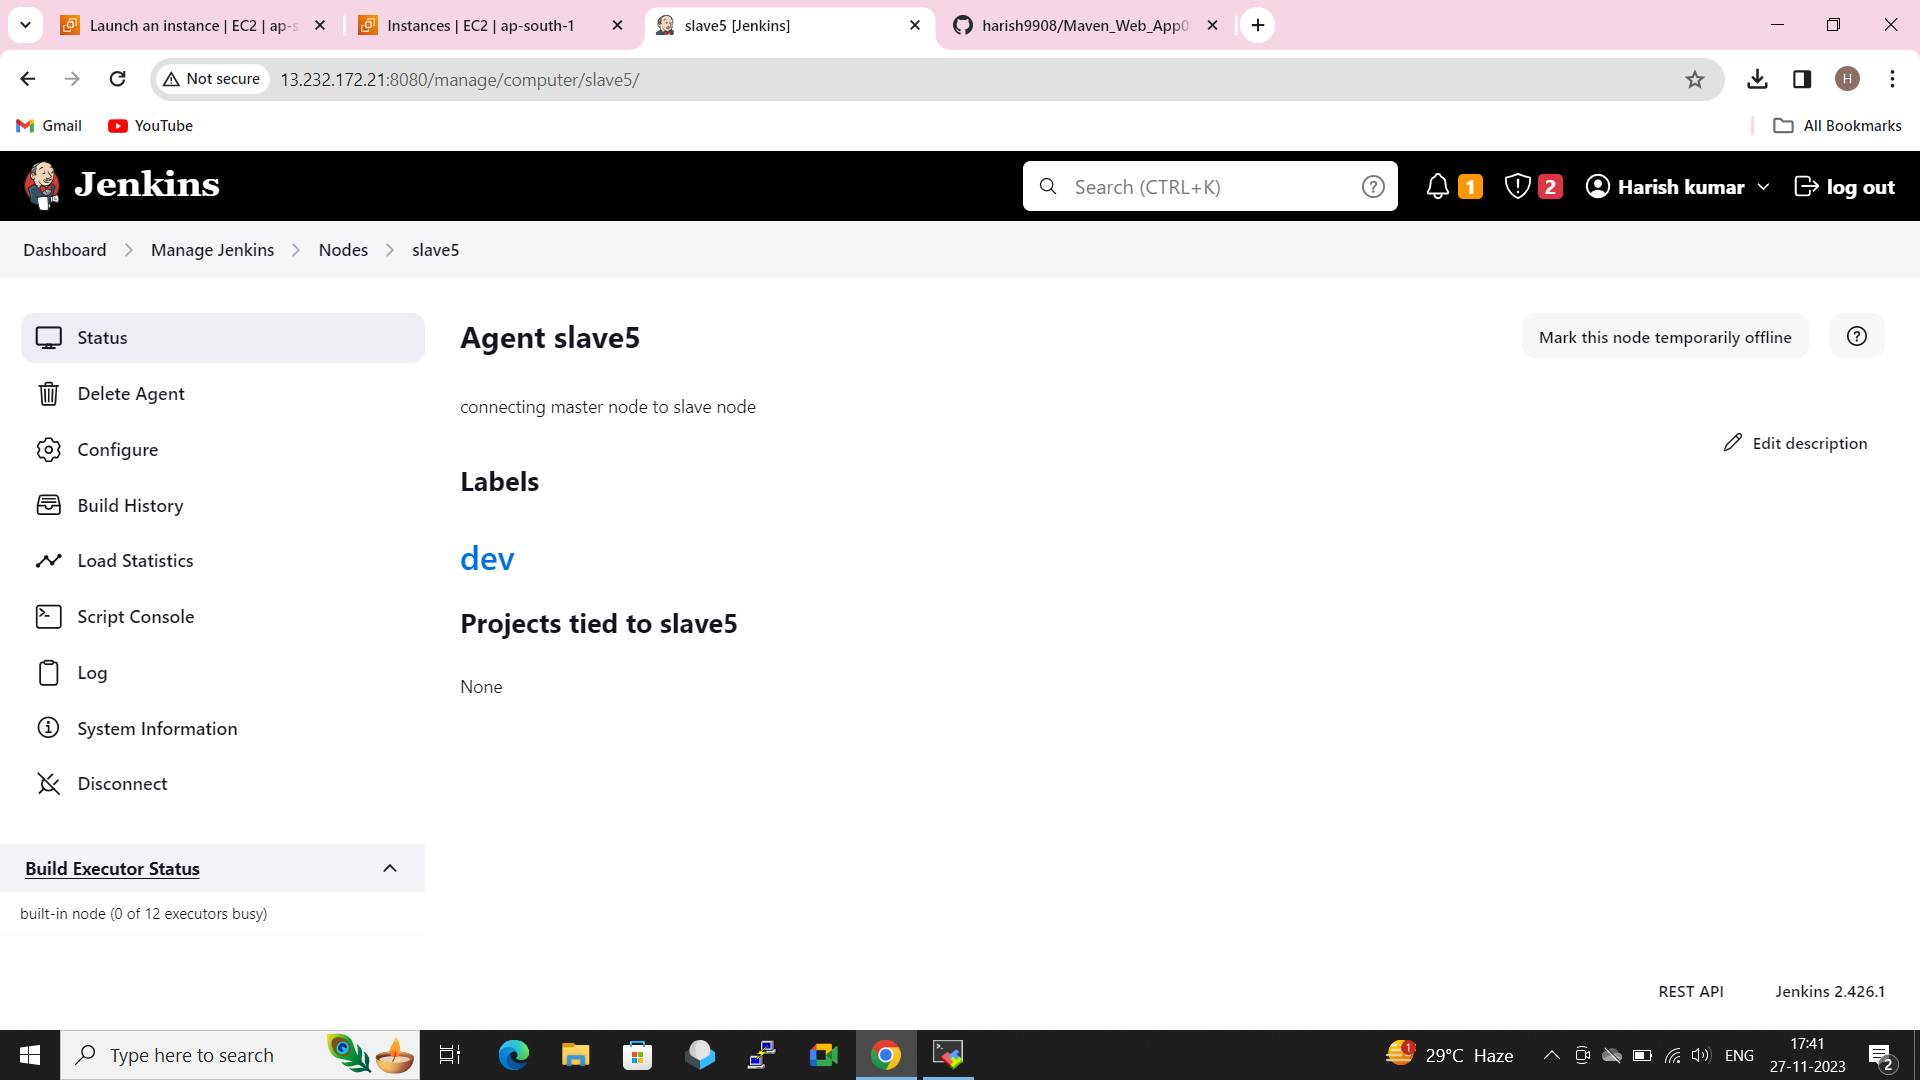 Launch an instance | EC2 | ap-s
Instances | EC2 | ap-south-1
slave5 [Jenkins]
harish9908/Maven_Web_App0
Not secure
13.232.172.21:8080/manage/computer/slave5/
H
Gmail
YouTube
All Bookmarks
Jenkins
Search (CTRL+K)
1
2
Harish kumar
log out
Dashboard
Manage Jenkins
Nodes
slave5
Status
Delete Agent
Configure
Build History
Load Statistics
Script Console
Log
System Information
Disconnect
Build Executor Status
built-in node (0 of 12 executors busy)
Agent slave5
Mark this node temporarily offline
connecting master node to slave node
Edit description
Labels
dev
Projects tied to slave5
None
REST API
Jenkins 2.426.1
Type here to search
1
29°C Haze
ENG
17:41
27-11-2023
2